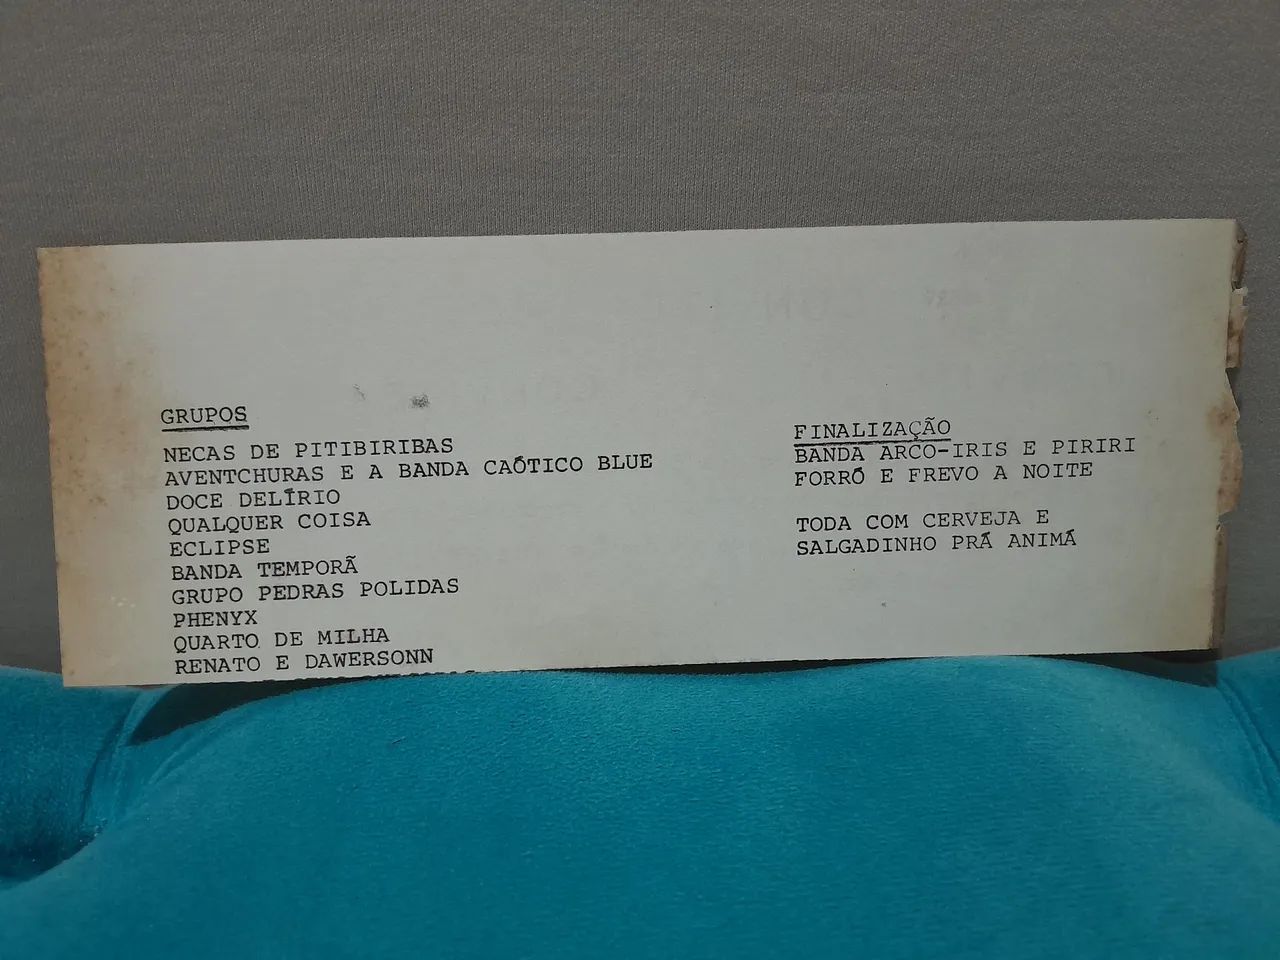 GRUPOS
NECAS DE PITIBIRIBAS
AVENTCHURAS E A BANDA CAÓTICO BLUE
DOCE DELÍRIO
QUALQUER COISA
ECLIPSE
BANDA TEMPORÃ
GRUPO PEDRAS POLIDAS
PHENYX
QUARTO DE MILHA
RENATO E DAWERSONN
FINALIZAÇÃO
BANDA ARCO-IRIS E PIRIRI
FORRÓ E FREVO A NOITE
TODA COM CERVEJA E
SALGADINHO PRÁ ANIMÁ